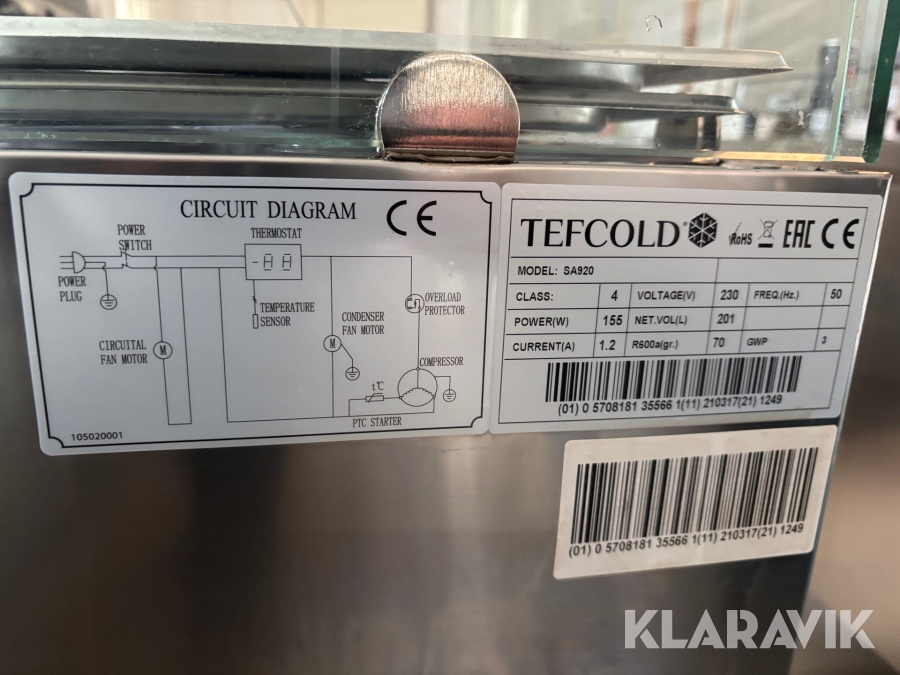 CIRCUIT DIAGRAM CE
POWER
SWITCH
THERMOSTAT
POWER
PLUG
TEMPERATURE
SENSOR
OVERLOAD
PROTECTOR
CONDENSER
FAN MOTOR
CIRCUITAL
FAN MOTOR
M
M
COMPRESSOR
t℃
PTC STARTER
105020001
TEFCOLD RoHS EAC CE
MODEL: SA920
CLASS: 4 VOLTAGE(V) 230 FREQ.(Hz.) 50
POWER(W) 155 NET.VOL(L) 201
CURRENT(A) 1.2 R600a(gr.) 70 GWP 3
(01) 0 5708181 35566 1(11) 210317(21) 1249
(01) 0 5708181 35566 1(11) 210317(21) 1249
KLARAVIK